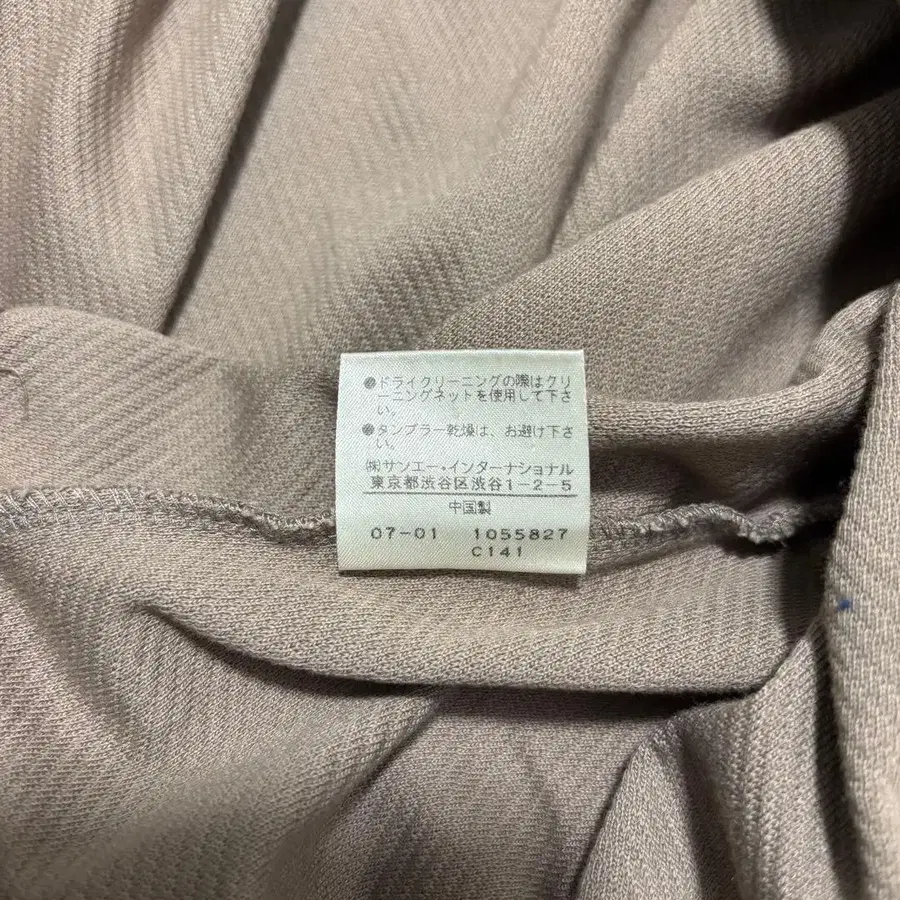 ●ドライクリーニングの際はクリ
ーニングネットを使用して下さ
い。
●タンブラー乾燥は、お避け下さ
い。
㈱サンエー・インターナショナル
東京都渋谷区渋谷1-2-5
中国製
07-01 1055827
C141